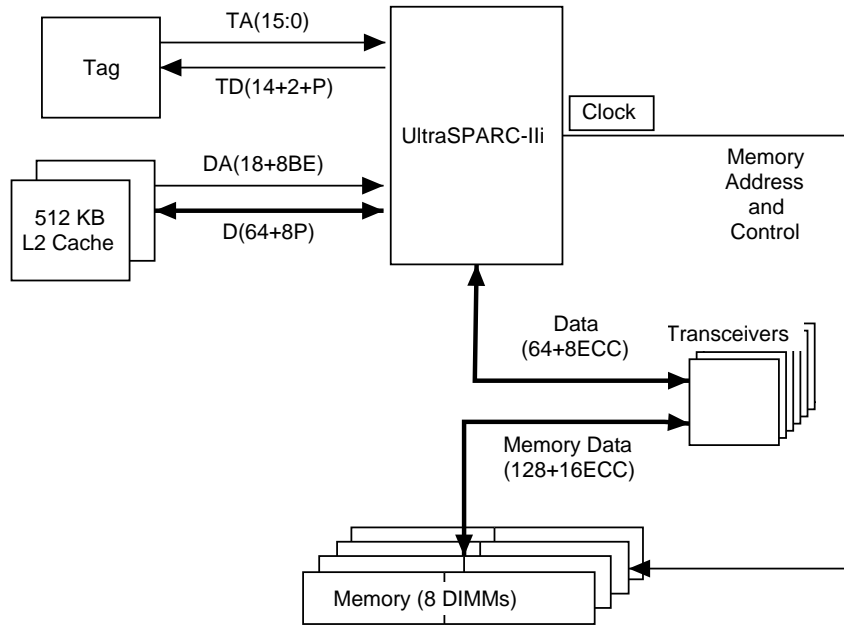 TA(15:0)
Tag
TD(14+2+P)
UltraSPARC-IIi
Clock
Memory
Address
and
Control
DA(18+8BE)
512 KB
L2 Cache
D(64+8P)
Data
(64+8ECC)
Transceivers
Memory Data
(128+16ECC)
Memory (8 DIMMs)